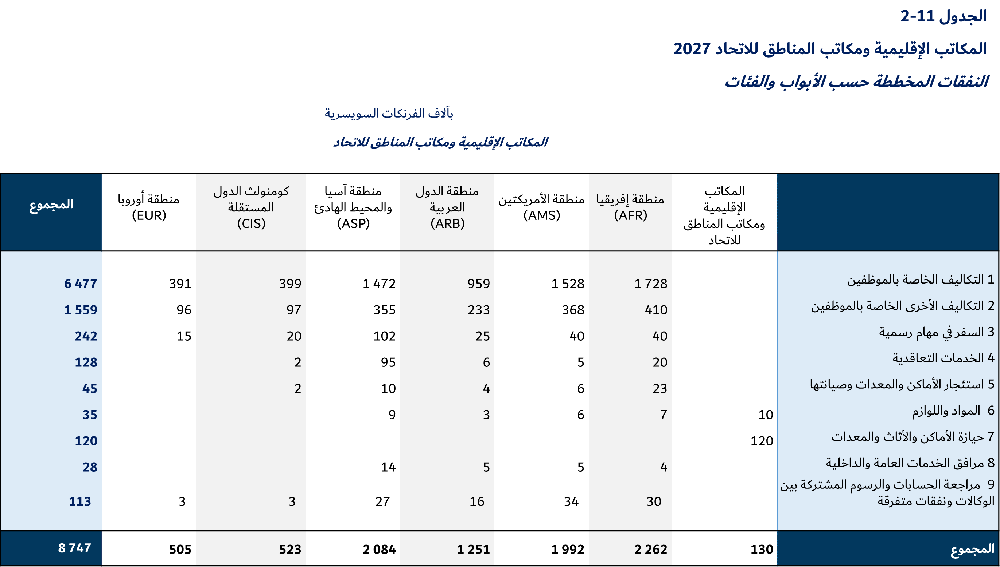 الجدول 11-2
المكاتب الإقليمية ومكاتب المناطق للاتحاد 2027
النفقات المخططة حسب الأبواب والفئات
بآلاف الفرنكات السويسرية
المكاتب الإقليمية ومكاتب المناطق للاتحاد
المكاتب
الإقليمية
ومكاتب المناطق
للاتحاد
منطقة إفريقيا
(AFR)
منطقة الأمريكتين
(AMS)
منطقة الدول
العربية
(ARB)
منطقة آسيا
والمحيط الهادئ
(ASP)
كومنولث الدول
المستقلة
(CIS)
منطقة أوروبا
(EUR)
المجموع
1 التكاليف الخاصة بالموظفين 1 728 1 528 959 1 472 399 391 6 477
2 التكاليف الأخرى الخاصة بالموظفين 410 368 233 355 97 96 1 559
3 السفر في مهام رسمية 40 40 25 102 20 15 242
4 الخدمات التعاقدية 20 5 6 95 2 128
5 استئجار الأماكن والمعدات وصيانتها 23 6 4 10 2 45
6 المواد واللوازم 10 7 6 3 9 35
7 حيازة الأماكن والأثاث والمعدات 120 120
8 مرافق الخدمات العامة والداخلية 4 5 5 14 28
9 مراجعة الحسابات والرسوم المشتركة بين
الوكالات ونفقات متفرقة 30 34 16 27 3 3 113
المجموع 130 2 262 1 992 1 251 2 084 523 505 8 747